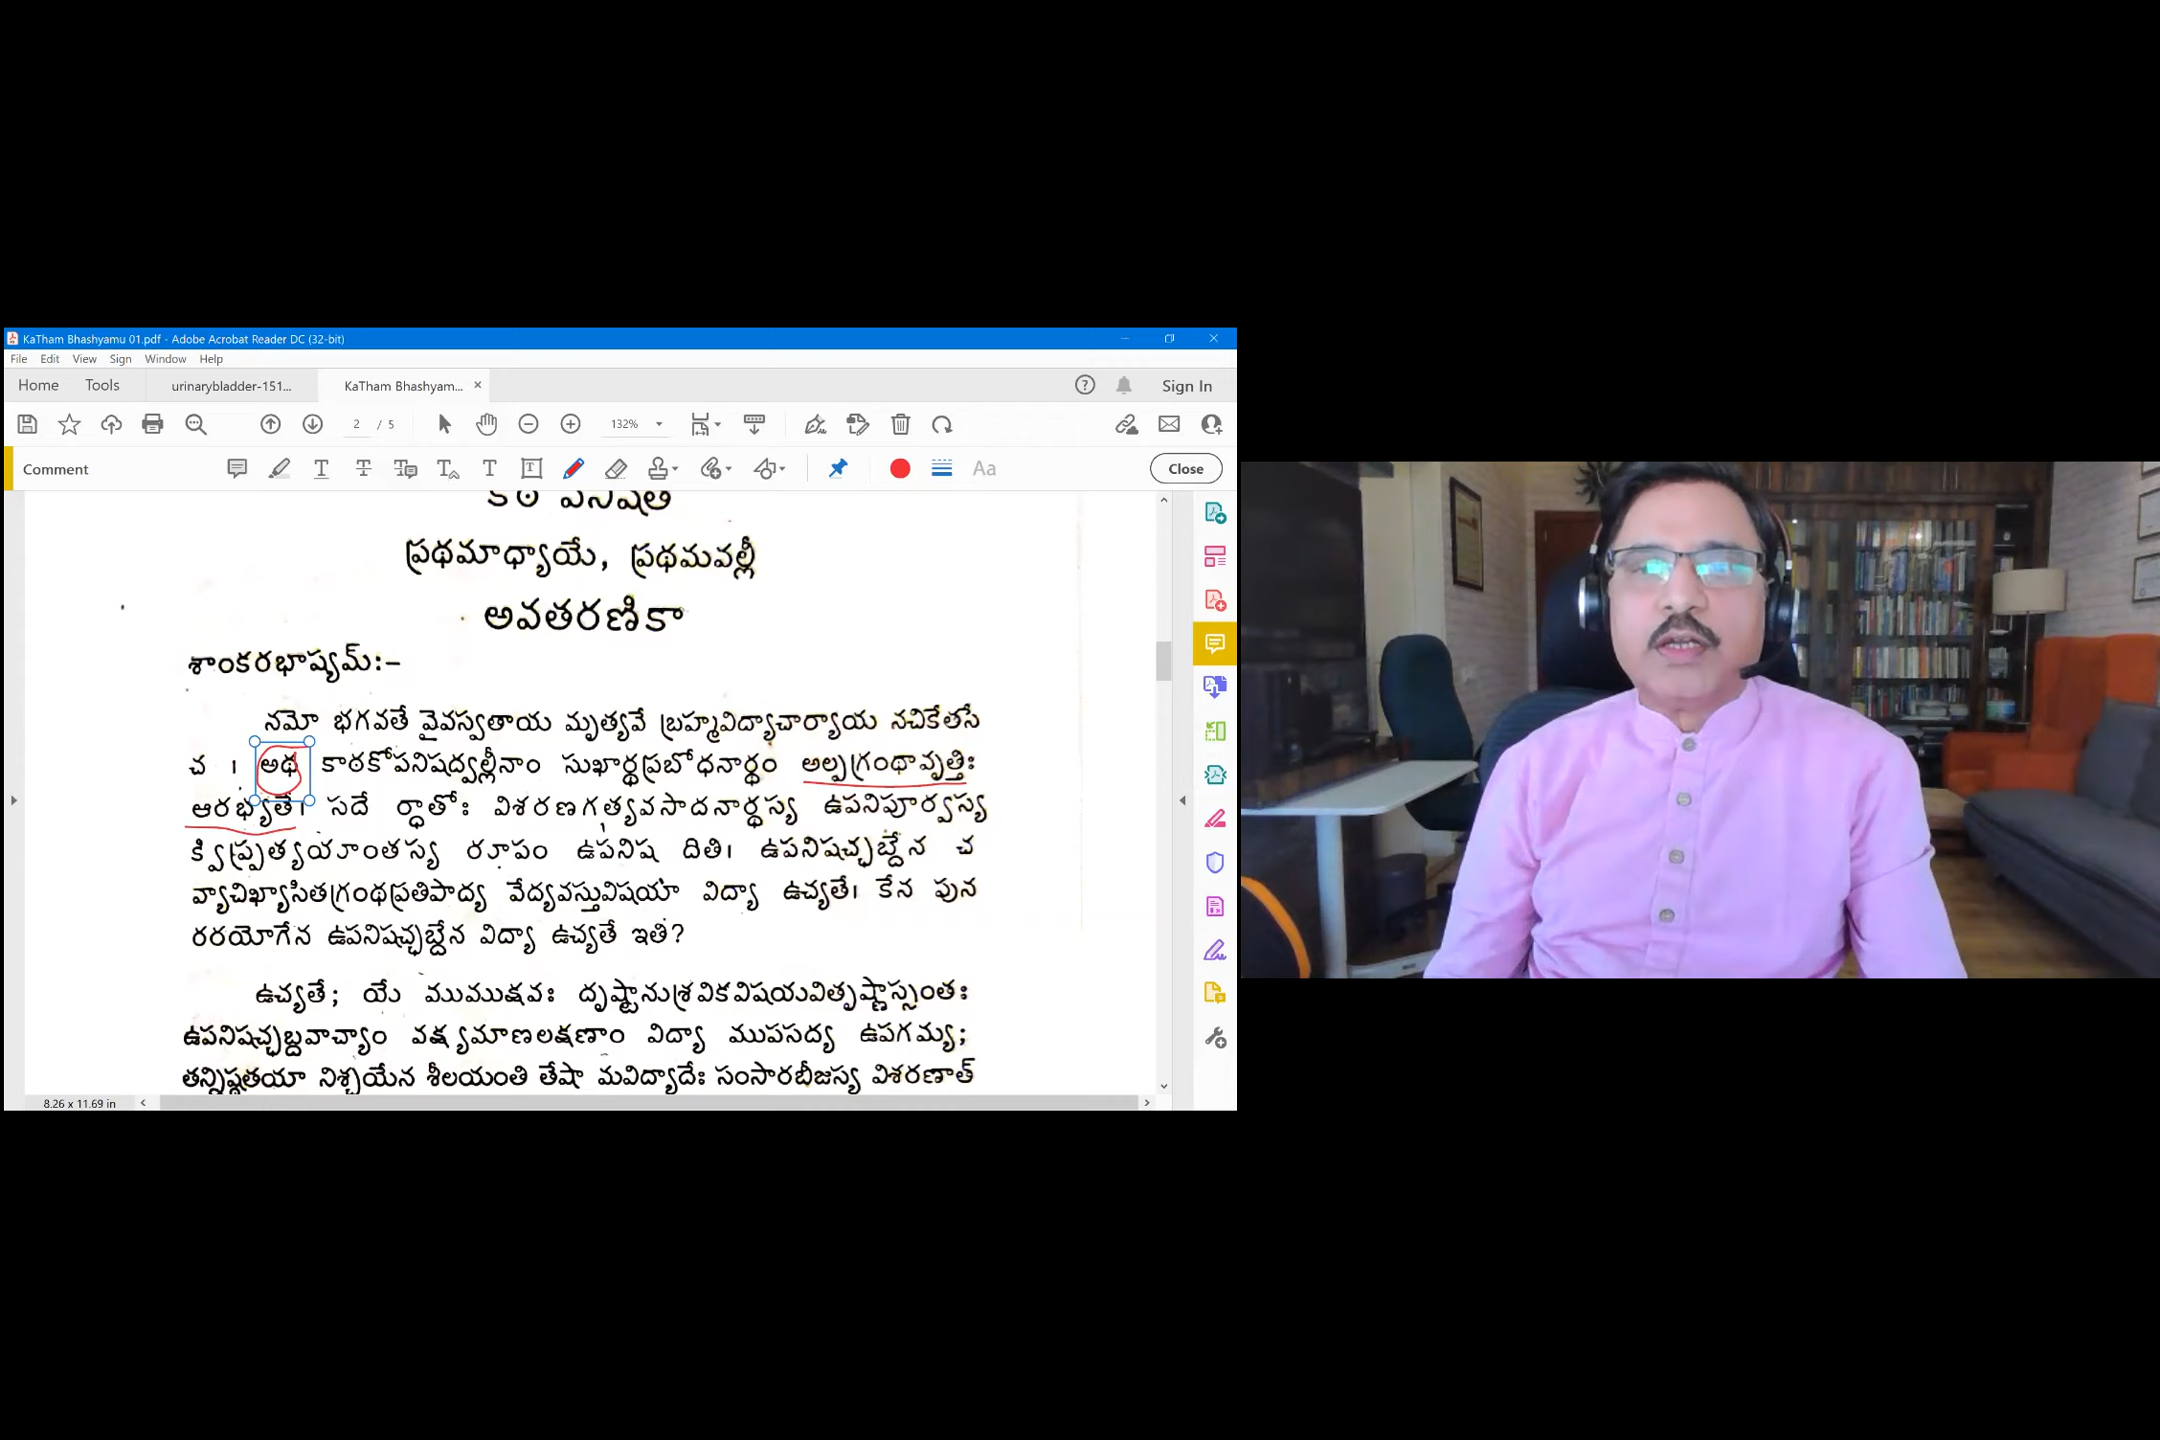 KaTham Bhashyamu 01.pdf - Adobe Acrobat Reader DC (32-bit)
File Edit View Sign Window Help
Home Tools urinarybladder-151... KaTham Bhashyam... × Sign In
2 / 5 132%
Comment Aa Close
ప్రథమాధ్యాయే, ప్రథమవల్లీ
అవతరణికా
శాంకరభాష్యమ్:–
నమో భగవతే వైవస్వతాయ మృత్యవే బ్రహ్మవిద్యాచార్యాయ నచికేతసే
చ । అథ కాఠకోపనిషద్వల్లీనాం సుఖార్థప్రబోధనార్థం అల్పగ్రంథావృత్తిః
ఆరభ్యతే। సదే ర్ధాతోః విశరణగత్యవసాదనార్థస్య ఉపనిపూర్వస్య
క్విప్ప్రత్యయాంతస్య రూపం ఉపనిష దితి। ఉపనిషచ్ఛబ్దేన చ
వ్యాచిఖ్యాసితగ్రంథప్రతిపాద్య వేద్యవస్తువిషయా విద్యా ఉచ్యతే। కేన పున
రరయోగేన ఉపనిషచ్ఛబ్దేన విద్యా ఉచ్యతే ఇతి?
ఉచ్యతే; యే ముముక్షవః దృష్టానుశ్రవికవిషయవితృష్ణాస్సంతః
ఉపనిషచ్ఛబ్దవాచ్యాం వక్ష్యమాణలక్షణాం విద్యా ముపసద్య ఉపగమ్య;
తన్నిష్ఠతయా నిశ్చయేన శీలయంతి తేషా మవిద్యాదేః సంసారబీజస్య విశరణాత్
8.26 x 11.69 in